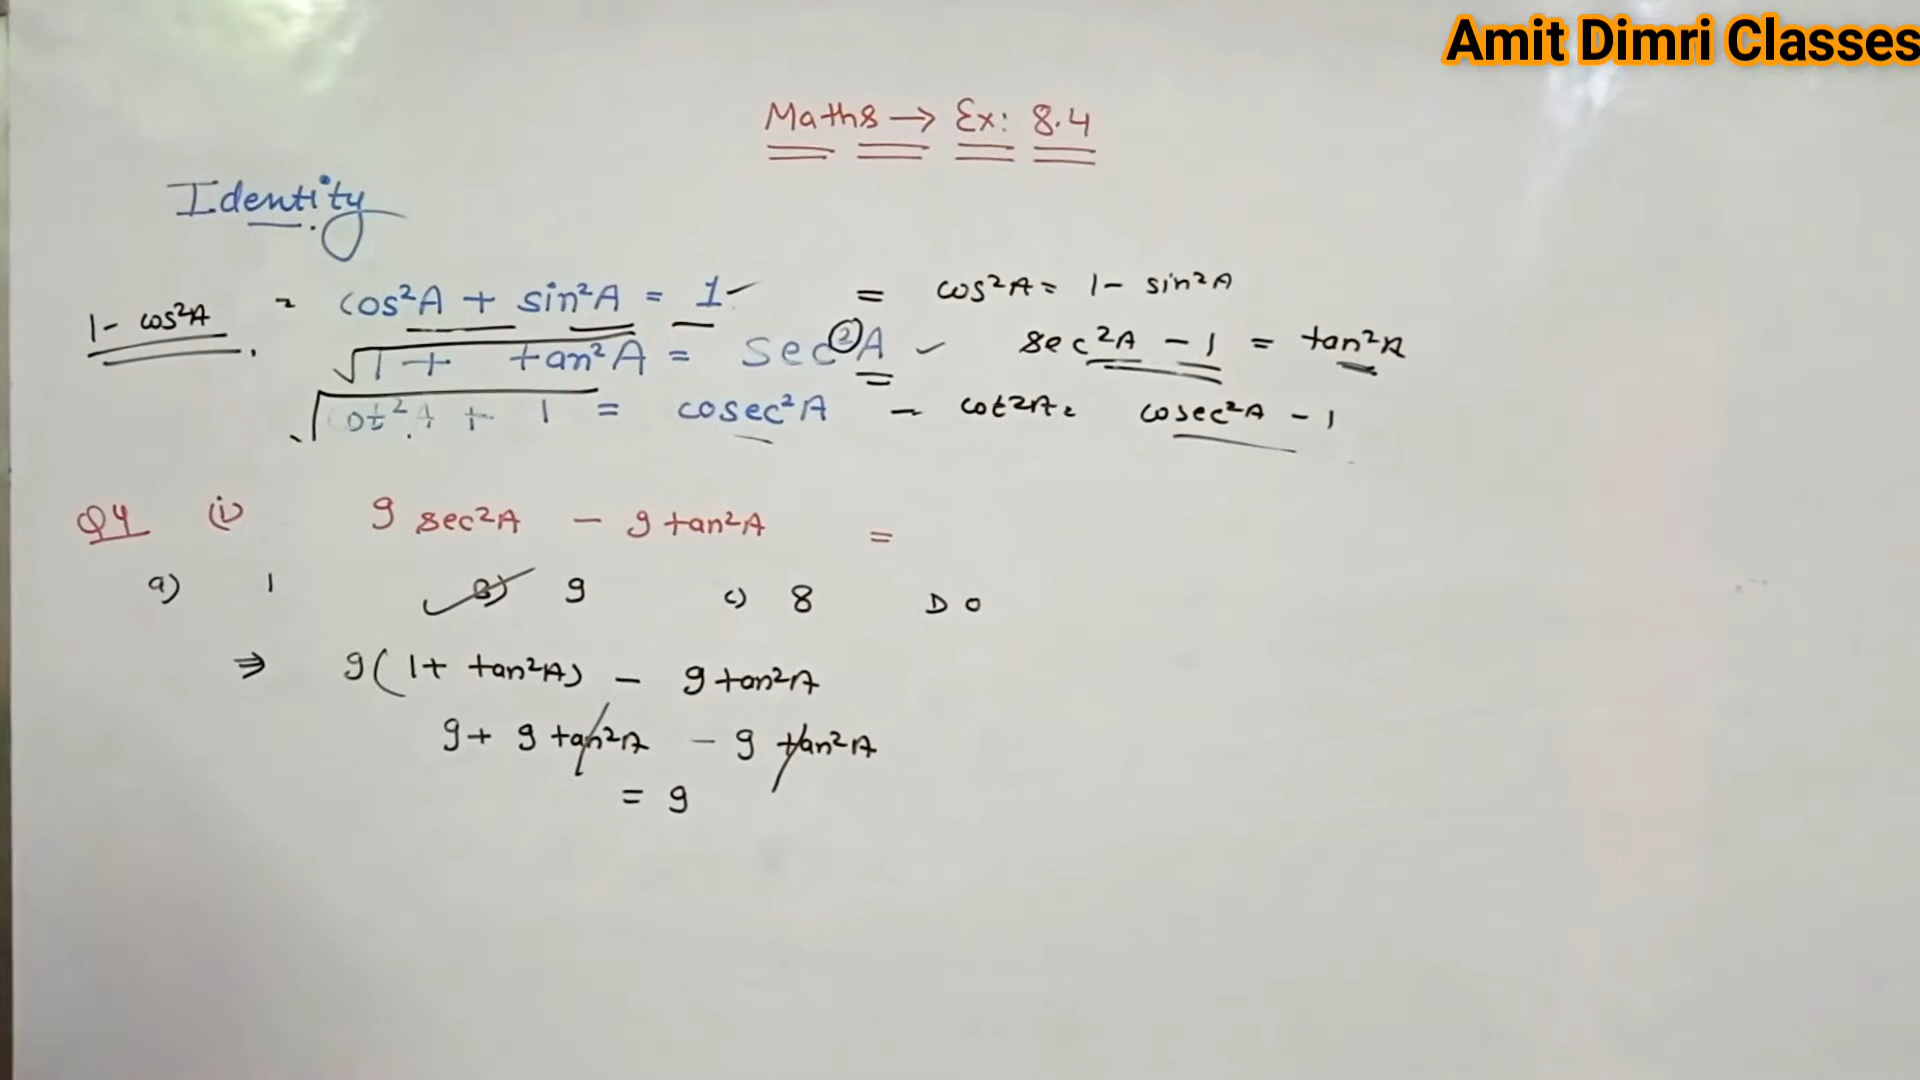 Amit Dimri Classes
Maths → Ex: 8.4
Identity
1 - cos²A = cos²A + sin²A = 1 = cos²A = 1 - sin²A
√1 + tan²A = sec²A sec²A - 1 = tan²A
√cot²A + 1 = cosec²A - cot²A = cosec²A - 1
Q4 (i) 9 sec²A - 9 tan²A =
a) 1 B) 9 c) 8 D 0
⇒ 9(1 + tan²A) - 9 tan²A
9 + 9 tan²A - 9 tan²A
= 9